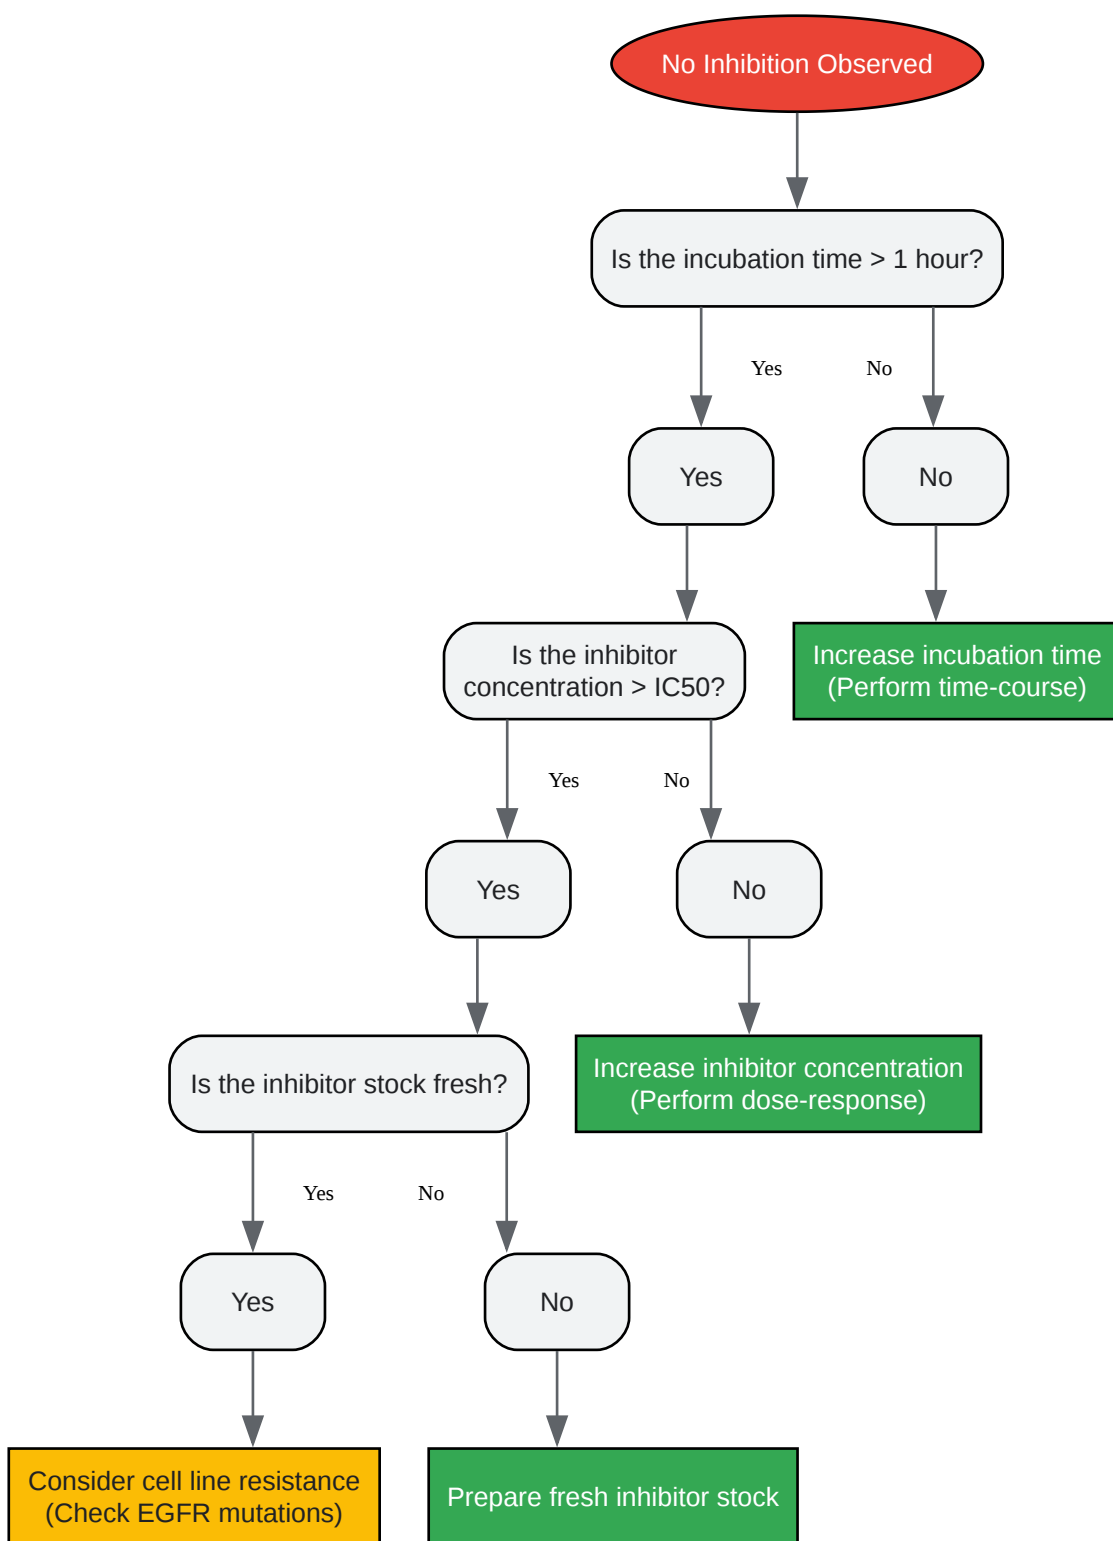 No Inhibition Observed
Is the incubation time > 1 hour?
Yes
No
Yes
No
Is the inhibitor
concentration > IC50?
Increase incubation time
(Perform time-course)
Yes
No
Yes
No
Is the inhibitor stock fresh?
Increase inhibitor concentration
(Perform dose-response)
Yes
No
Yes
No
Consider cell line resistance
(Check EGFR mutations)
Prepare fresh inhibitor stock